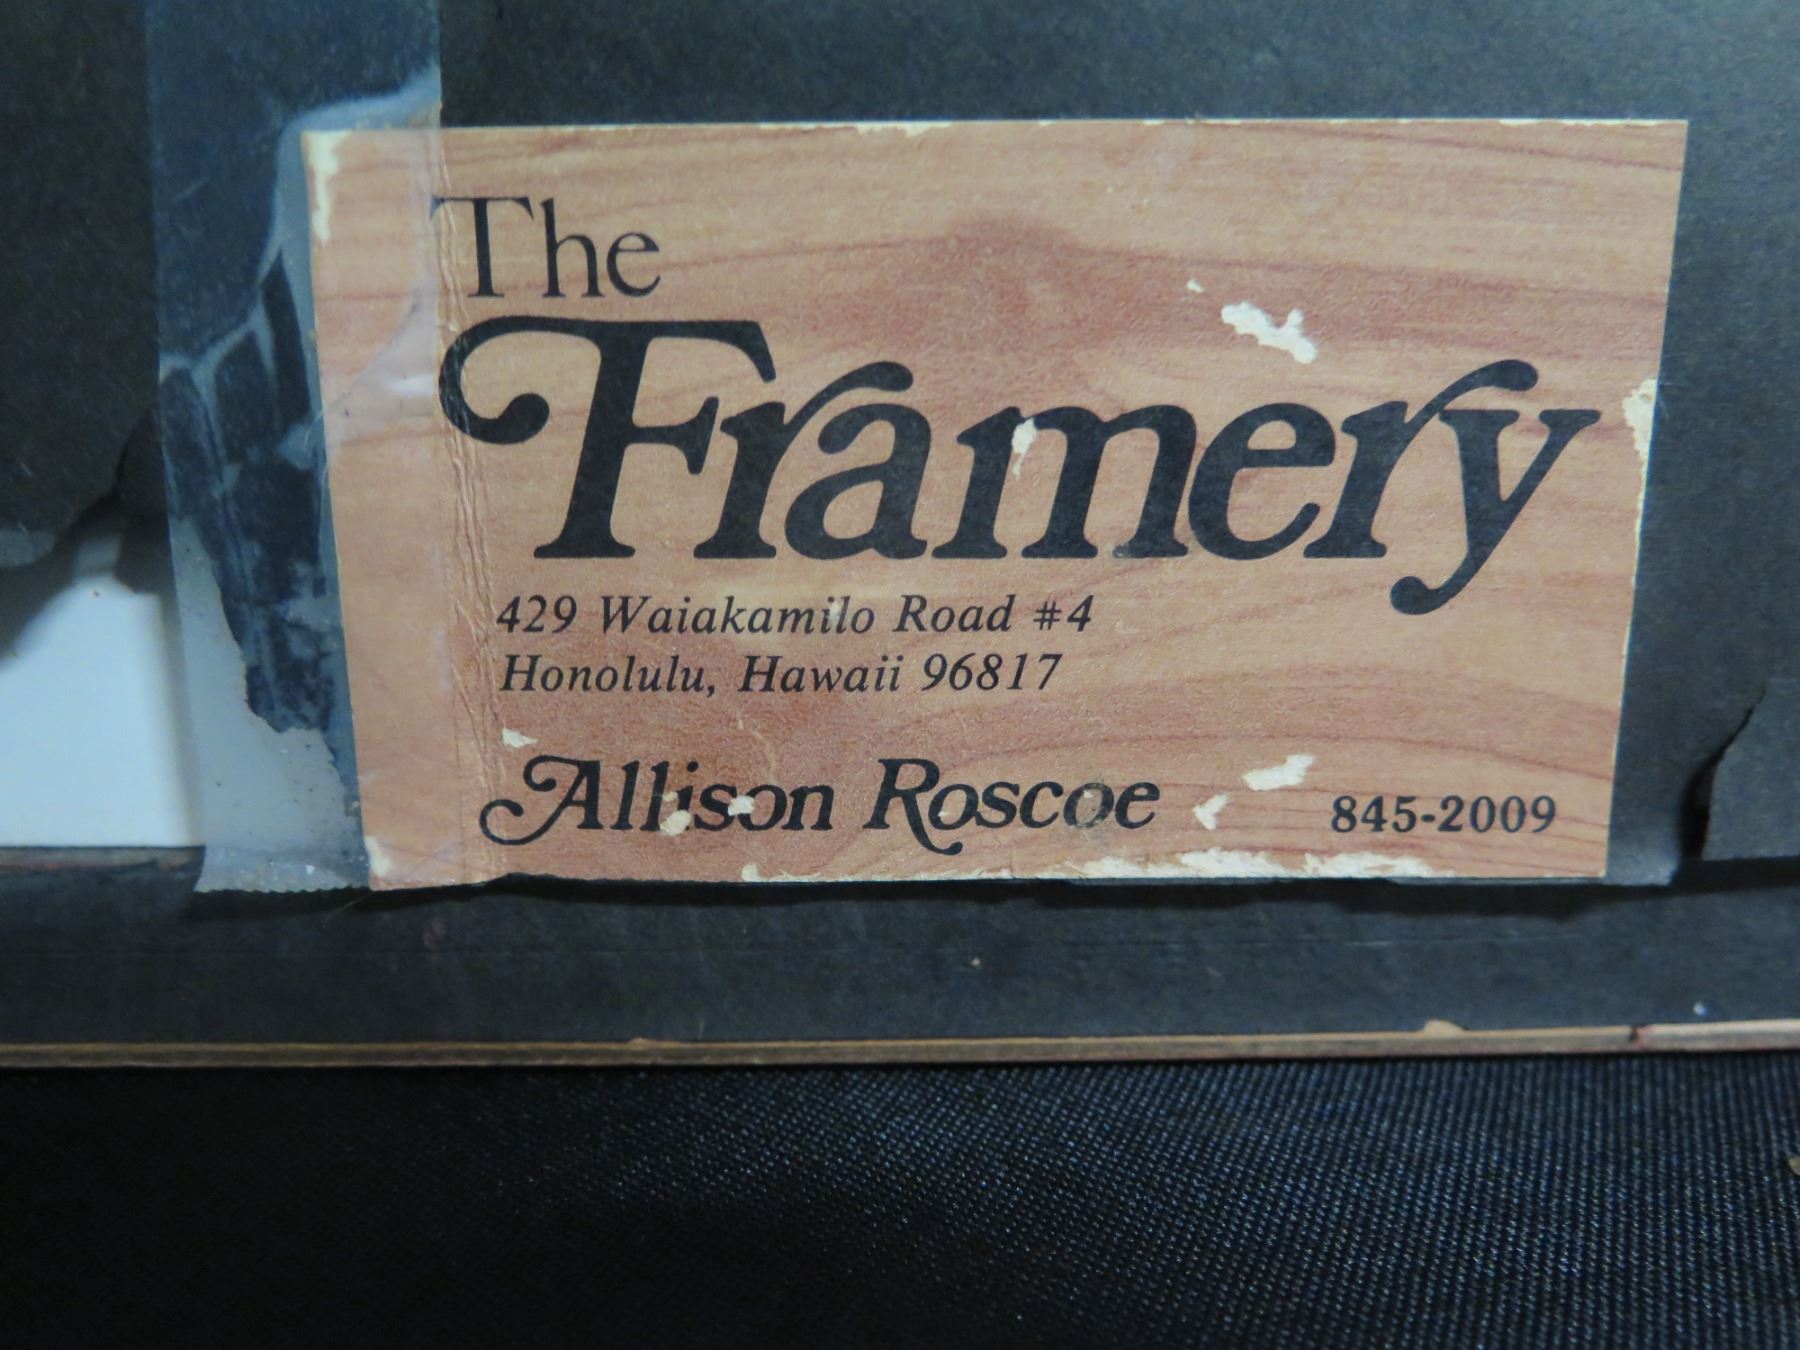 The
Framery
429 Waiakamilo Road #4
Honolulu, Hawaii 96817
Allison Roscoe 845-2009